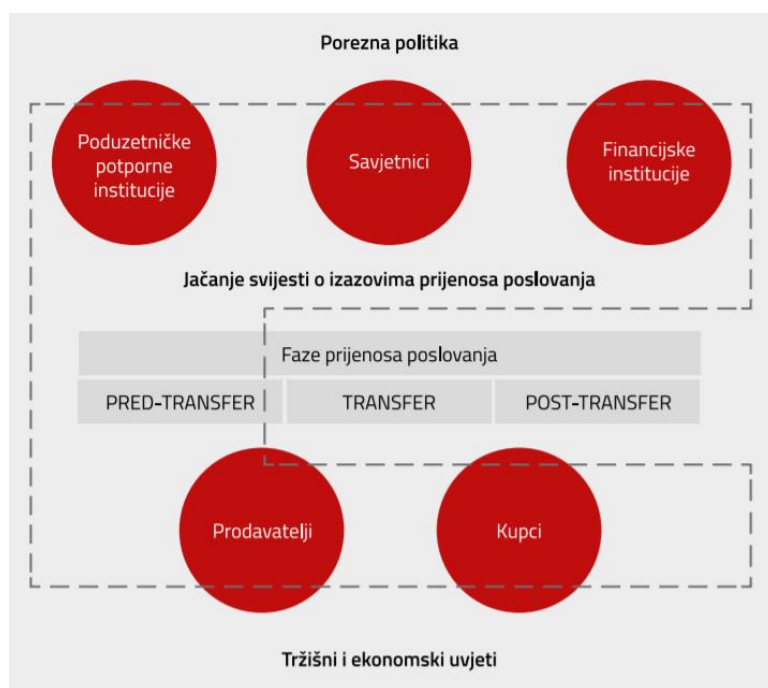 Porezna politika
Poduzetničke
potporne
institucije
Savjetnici
Financijske
institucije
Jačanje svijesti o izazovima prijenosa poslovanja
Faze prijenosa poslovanja
PRED-TRANSFER
TRANSFER
POST-TRANSFER
Prodavatelji
Kupci
Tržišni i ekonomski uvjeti